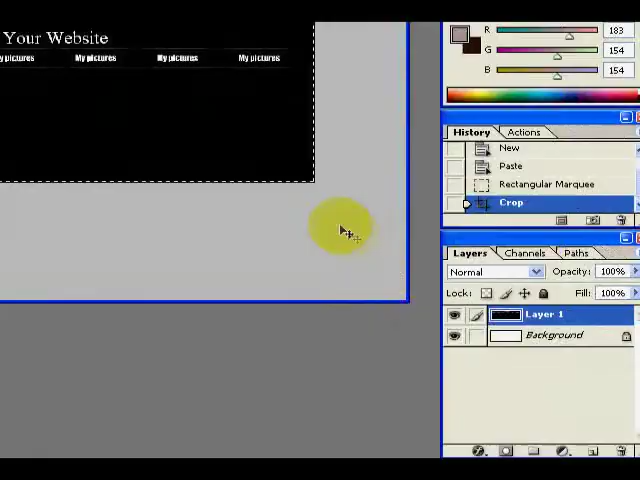 Your Website
y pictures My pictures My pictures My pictures
R 183
G 154
B 154
History Actions
New
Paste
Rectangular Marquee
Crop
Layers Channels Paths
Normal Opacity: 100%
Lock: Fill: 100%
Layer 1
Background